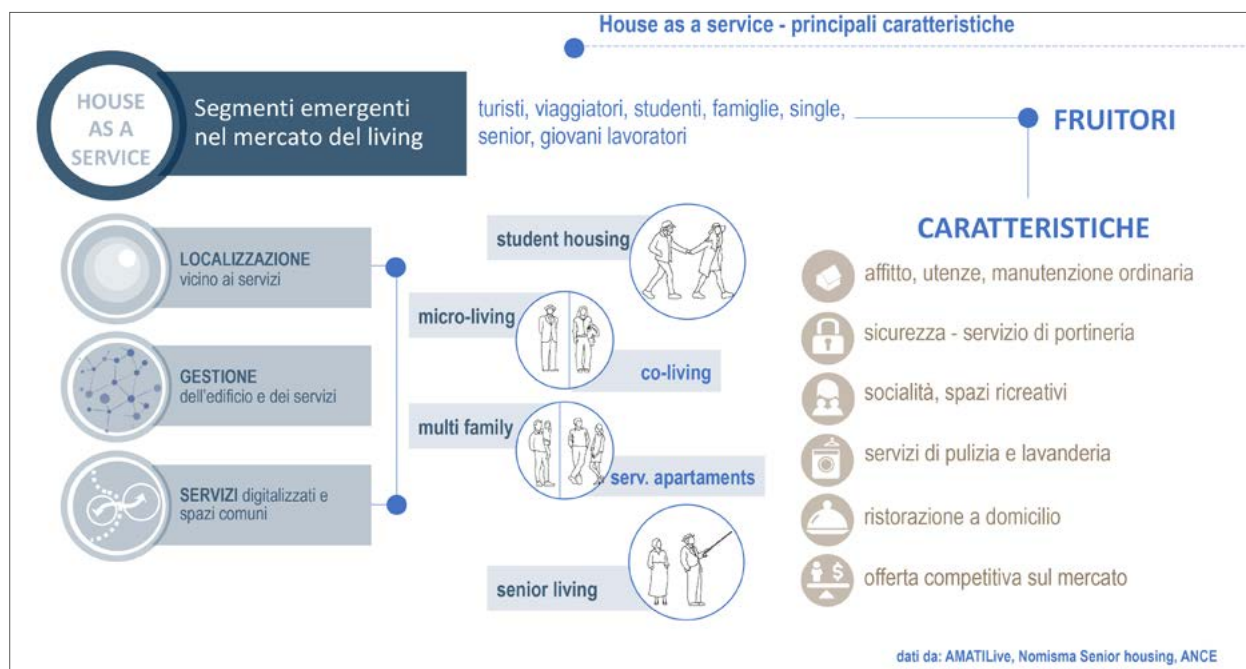 House as a service - principali caratteristiche
HOUSE
AS A
SERVICE
Segmenti emergenti
nel mercato del living
turisti, viaggiatori, studenti, famiglie, single,
senior, giovani lavoratori
FRUITORI
LOCALIZZAZIONE
vicino ai servizi
GESTIONE
dell'edificio e dei servizi
SERVIZI digitalizzati e
spazi comuni
student housing
micro-living
co-living
multi family
serv. apartaments
senior living
CARATTERISTICHE
affitto, utenze, manutenzione ordinaria
sicurezza - servizio di portineria
socialità, spazi ricreativi
servizi di pulizia e lavanderia
ristorazione a domicilio
$
offerta competitiva sul mercato
dati da: AMATILive, Nomisma Senior housing, ANCE